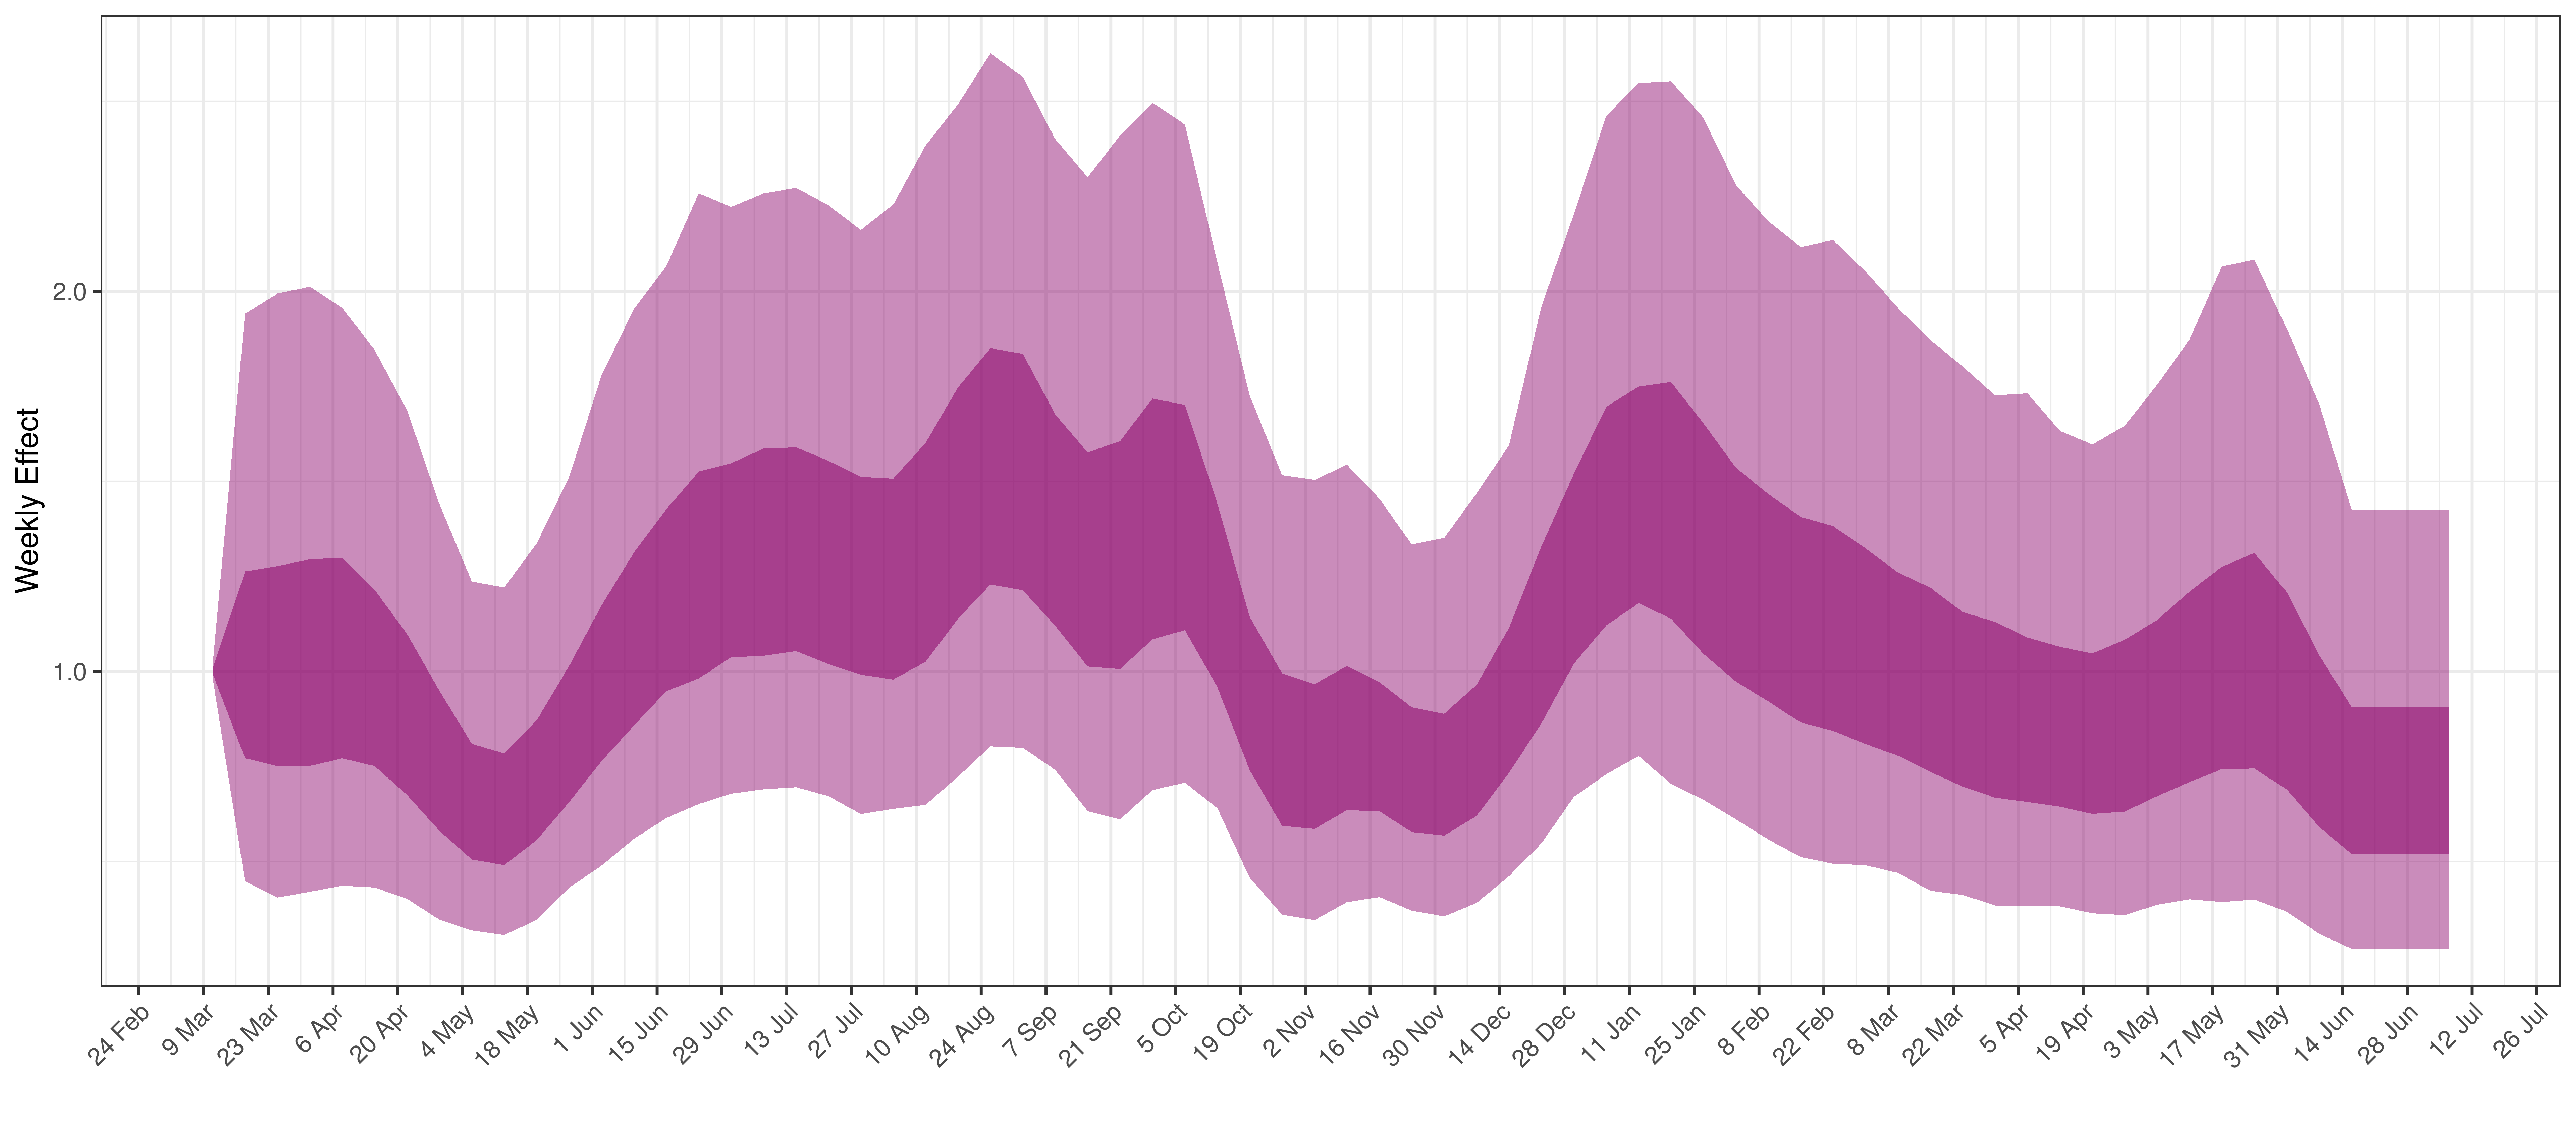 Weekly Effect
2.0
1.0
24 Feb
9 Mar
23 Mar
6 Apr
20 Apr
4 May
18 May
1 Jun
15 Jun
29 Jun
13 Jul
27 Jul
10 Aug
24 Aug
7 Sep
21 Sep
5 Oct
19 Oct
2 Nov
16 Nov
30 Nov
14 Dec
28 Dec
11 Jan
25 Jan
8 Feb
22 Feb
8 Mar
22 Mar
5 Apr
19 Apr
3 May
17 May
31 May
14 Jun
28 Jun
12 Jul
26 Jul